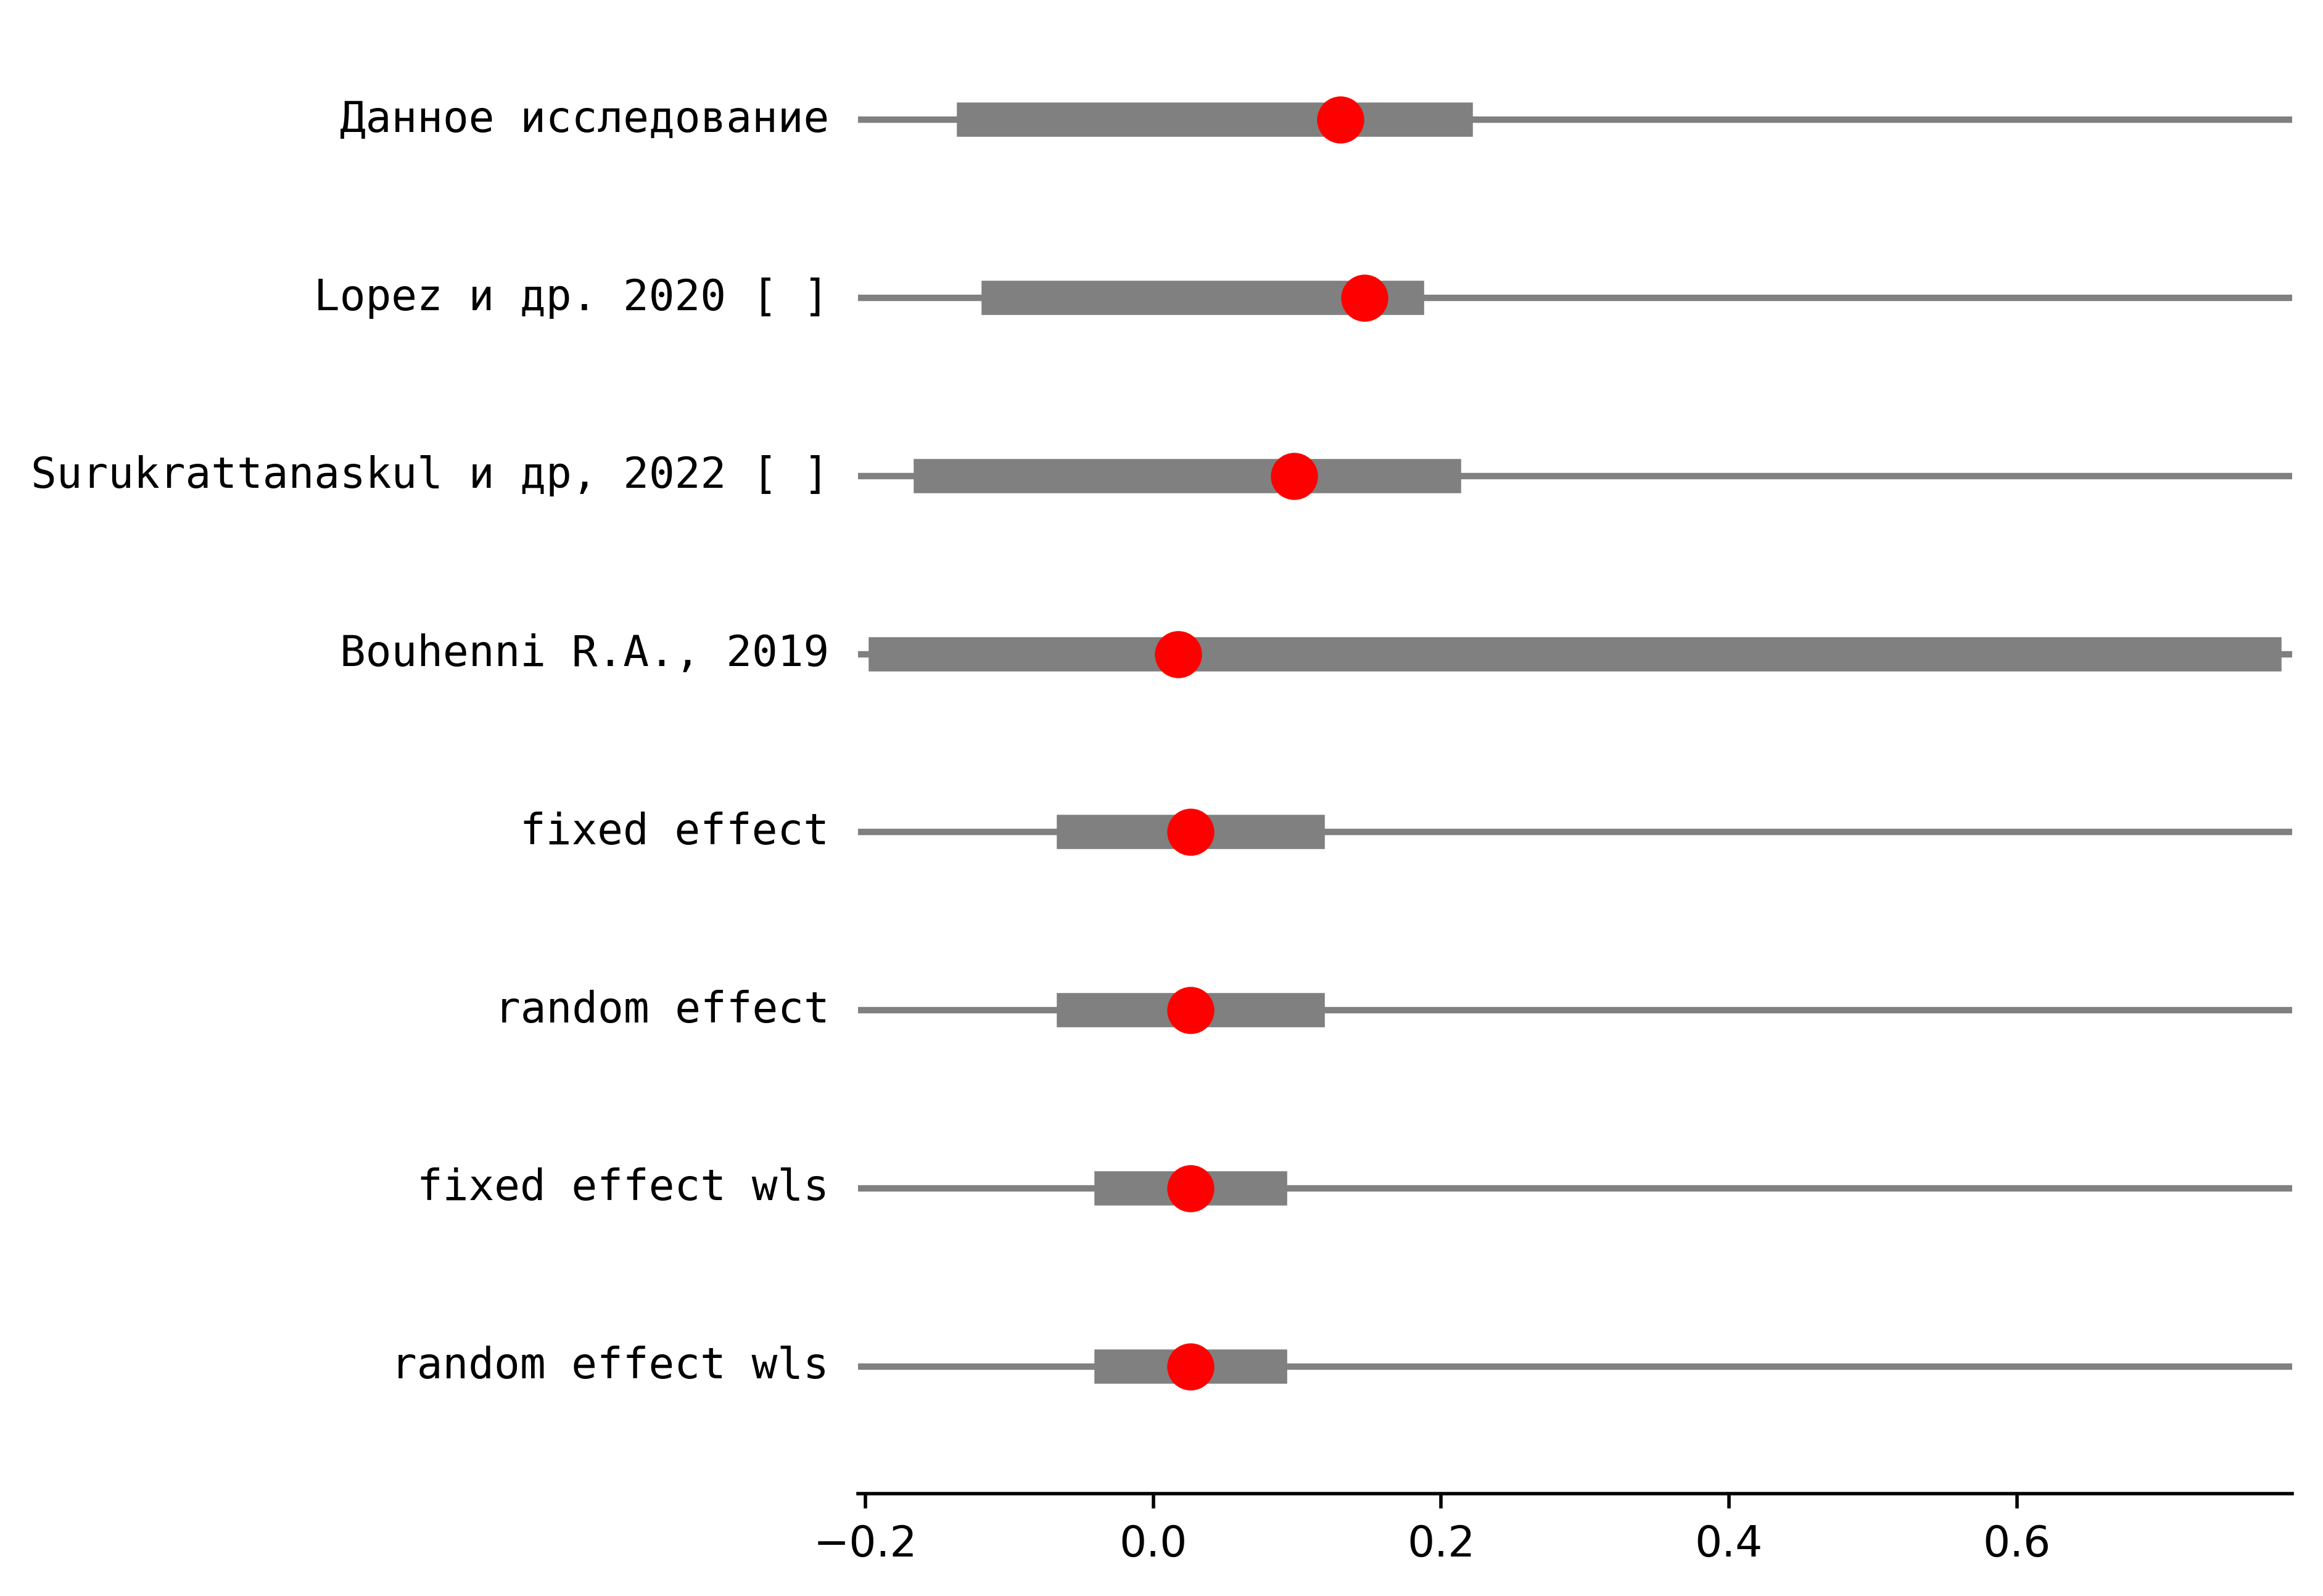 Данное исследование
Lopez и др. 2020 [ ]
Surukrattanaskul и др, 2022 [ ]
Bouhenni R.A., 2019
fixed effect
random effect
fixed effect wls
random effect wls
−0.2 0.0 0.2 0.4 0.6